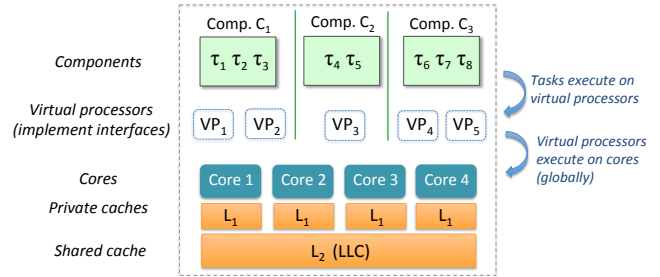 Comp. C1 Comp. C2 Comp. C3
Components
τ1 τ2 τ3 τ4 τ5 τ6 τ7 τ8
Tasks execute on
virtual processors
Virtual processors
(implement interfaces)
VP1 VP2 VP3 VP4 VP5
Virtual processors
execute on cores
(globally)
Cores
Core 1 Core 2 Core 3 Core 4
Private caches
L1 L1 L1 L1
Shared cache
L2 (LLC)